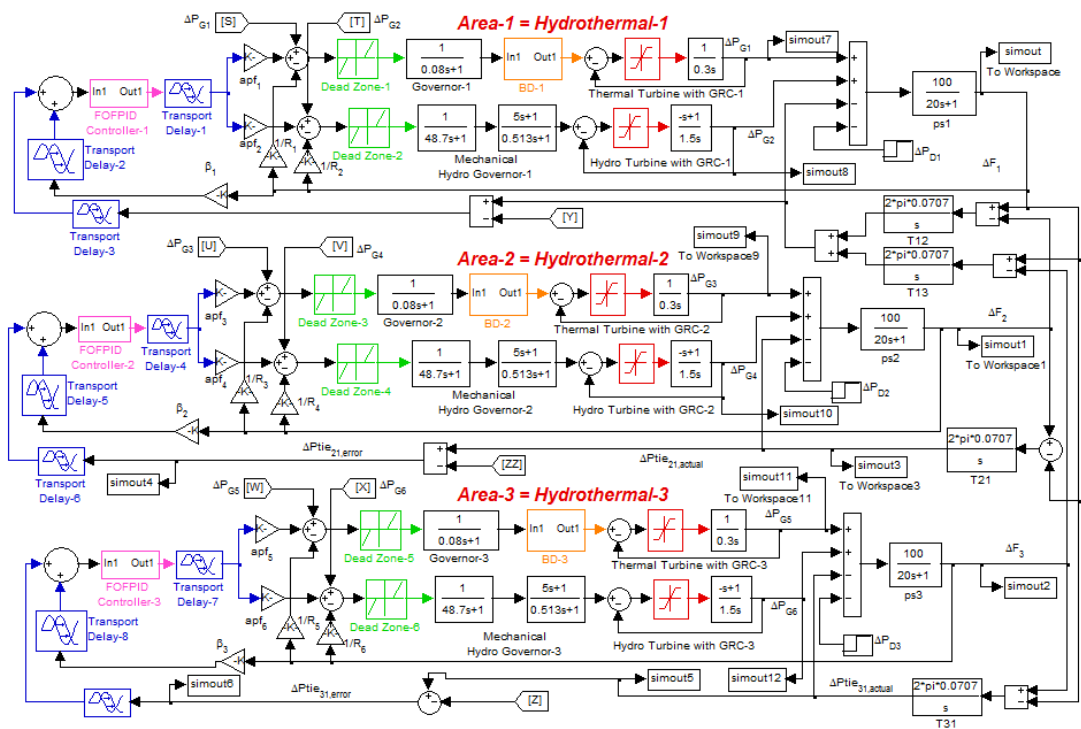 Area-1 = Hydrothermal-1
ΔPG1 [S] [T] ΔPG2
In1 Out1
FOFPID Controller-1
Transport Delay-1
Transport Delay-2
Transport Delay-3
K-
apf1
K-
apf2
-K-
1/R1
-K-
1/R2
β1
-K
Dead Zone-1
1
0.08s+1
Governor-1
In1 Out1
BD-1
Thermal Turbine with GRC-1
1
0.3s
ΔPG1
simout7
Dead Zone-2
1
48.7s+1
5s+1
0.513s+1
Mechanical Hydro Governor-1
Hydro Turbine with GRC-1
-s+1
1.5s
ΔPG2
simout8
ΔPD1
100
20s+1
ps1
simout
To Workspace
ΔF1
[Y]
2*pi*0.0707
s
T12
2*pi*0.0707
s
T13
Area-2 = Hydrothermal-2
ΔPG3 [U] [V] ΔPG4
In1 Out1
FOFPID Controller-2
Transport Delay-4
Transport Delay-5
Transport Delay-6
K-
apf3
K-
apf4
-K-
1/R3
-K-
1/R4
β2
-K
Dead Zone-3
1
0.08s+1
Governor-2
In1 Out1
BD-2
Thermal Turbine with GRC-2
1
0.3s
ΔPG3
simout9
To Workspace9
Dead Zone-4
1
48.7s+1
5s+1
0.513s+1
Mechanical Hydro Governor-2
Hydro Turbine with GRC-2
-s+1
1.5s
ΔPG4
simout10
ΔPD2
100
20s+1
ps2
ΔF2
simout1
To Workspace1
ΔPtie21,error
simout4
[ZZ]
ΔPtie21,actual
simout3
To Workspace3
2*pi*0.0707
s
T21
Area-3 = Hydrothermal-3
ΔPG5 [W] [X] ΔPG6
In1 Out1
FOFPID Controller-3
Transport Delay-7
Transport Delay-8
K-
apf5
K-
apf6
-K-
1/R5
-K-
1/R6
β3
-K
Dead Zone-5
1
0.08s+1
Governor-3
In1 Out1
BD-3
Thermal Turbine with GRC-3
1
0.3s
ΔPG5
simout11
To Workspace11
Dead Zone-6
1
48.7s+1
5s+1
0.513s+1
Mechanical Hydro Governor-3
Hydro Turbine with GRC-3
-s+1
1.5s
ΔPG6
simout12
ΔPD3
100
20s+1
ps3
ΔF3
simout2
simout6
ΔPtie31,error
[Z]
simout5
ΔPtie31,actual
2*pi*0.0707
s
T31